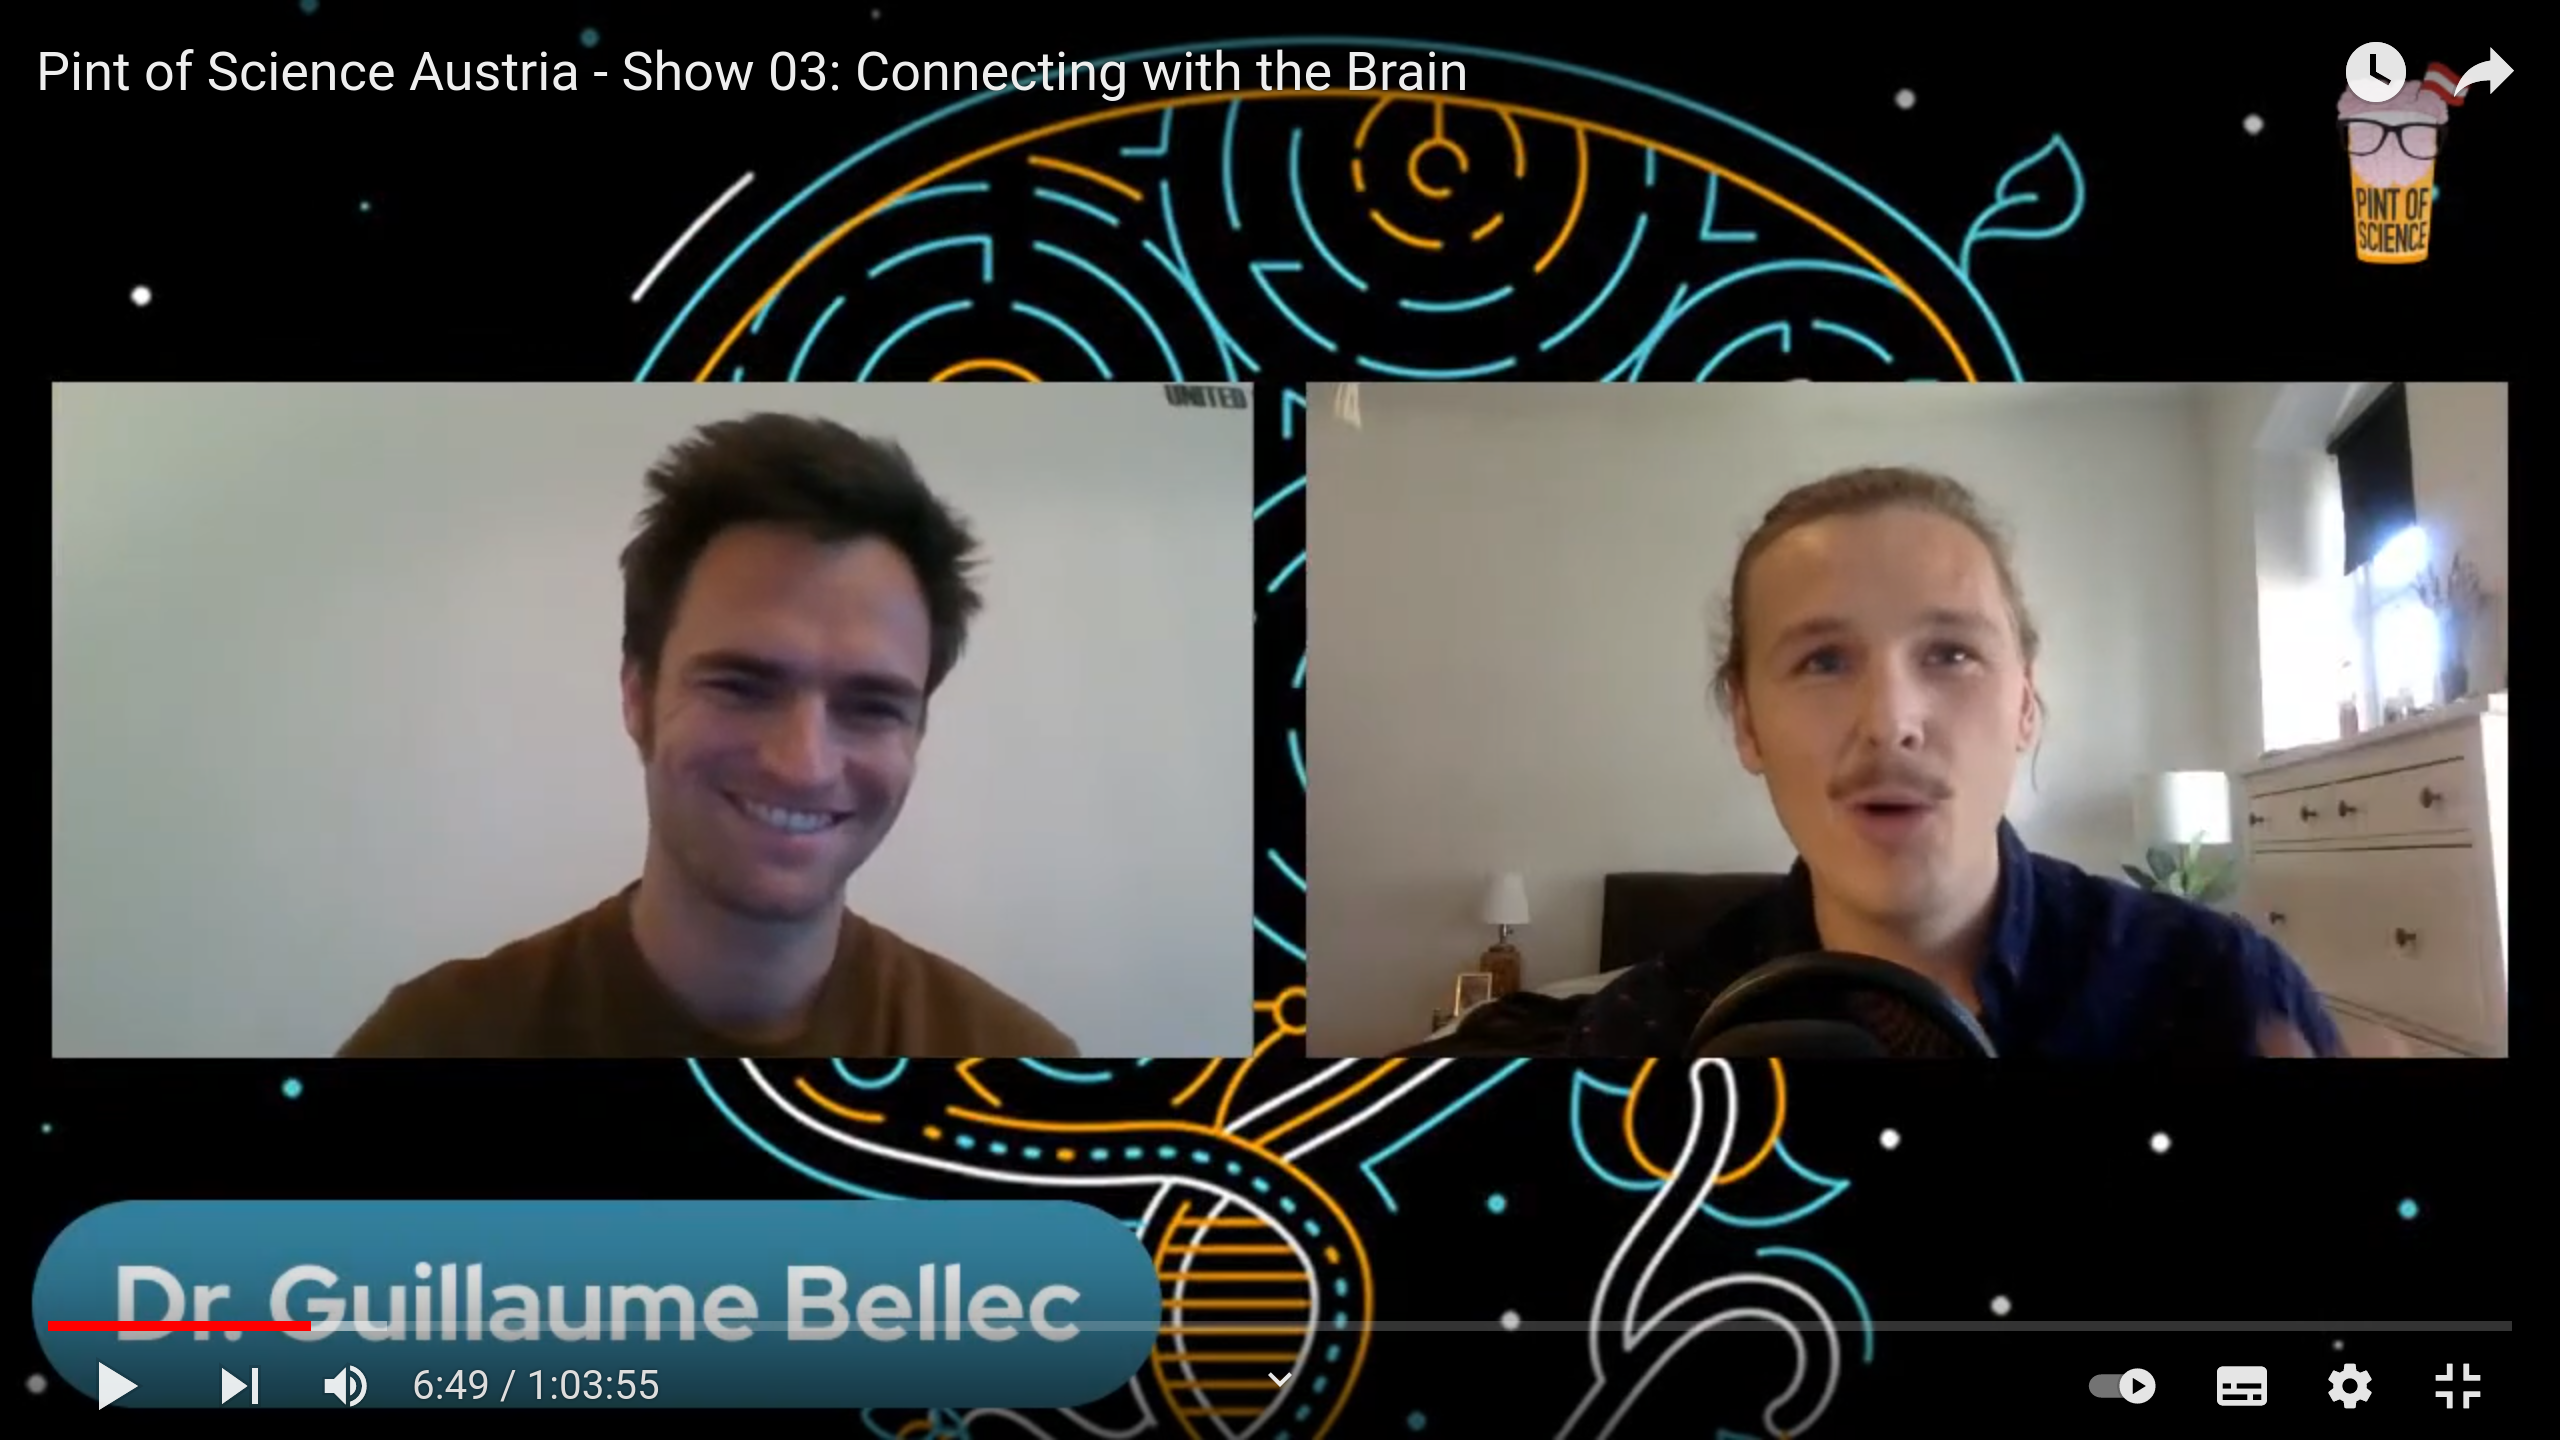 Pint of Science Austria - Show 03: Connecting with the Brain
PINT OF
SCIENCE
UNITED
Dr. Guillaume Bellec
6:49 / 1:03:55